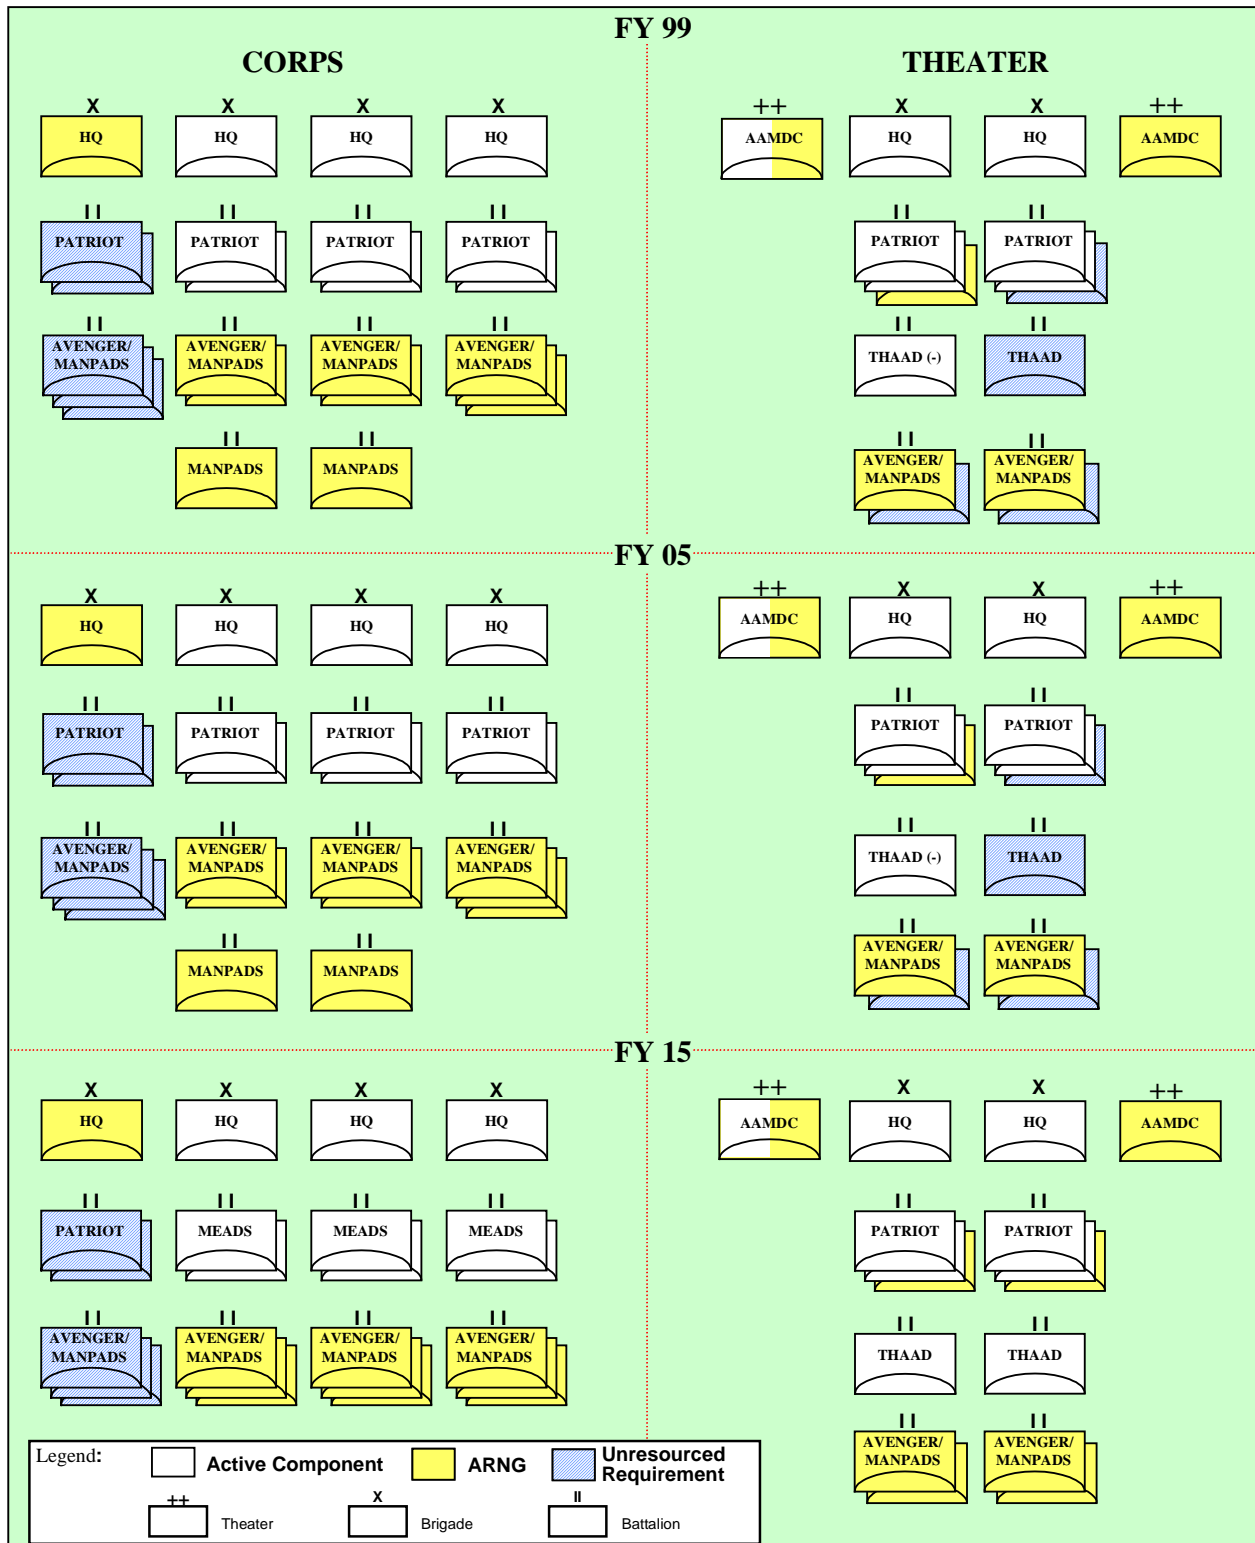 FY 99
CORPS
THEATER
X X X X ++ X X ++
HQ HQ HQ HQ AAMDC HQ HQ AAMDC
II II II II II II
PATRIOT PATRIOT PATRIOT PATRIOT PATRIOT PATRIOT
II II II II II II
AVENGER/ AVENGER/ AVENGER/ AVENGER/
MANPADS MANPADS MANPADS MANPADS THAAD (-) THAAD
II II II II
MANPADS MANPADS AVENGER/ AVENGER/
MANPADS MANPADS
FY 05
X X X X ++ X X ++
HQ HQ HQ HQ AAMDC HQ HQ AAMDC
II II II II II II
PATRIOT PATRIOT PATRIOT PATRIOT PATRIOT PATRIOT
II II II II II II
AVENGER/ AVENGER/ AVENGER/ AVENGER/
MANPADS MANPADS MANPADS MANPADS THAAD (-) THAAD
II II II II
MANPADS MANPADS AVENGER/ AVENGER/
MANPADS MANPADS
FY 15
X X X X ++ X X ++
HQ HQ HQ HQ AAMDC HQ HQ AAMDC
II II II II II II
PATRIOT MEADS MEADS MEADS PATRIOT PATRIOT
II II II II II II
AVENGER/ AVENGER/ AVENGER/ AVENGER/
MANPADS MANPADS MANPADS MANPADS THAAD THAAD
II II
AVENGER/ AVENGER/
MANPADS MANPADS
Legend:
Active Component ARNG Unresourced
Requirement
++ X II
Theater Brigade Battalion